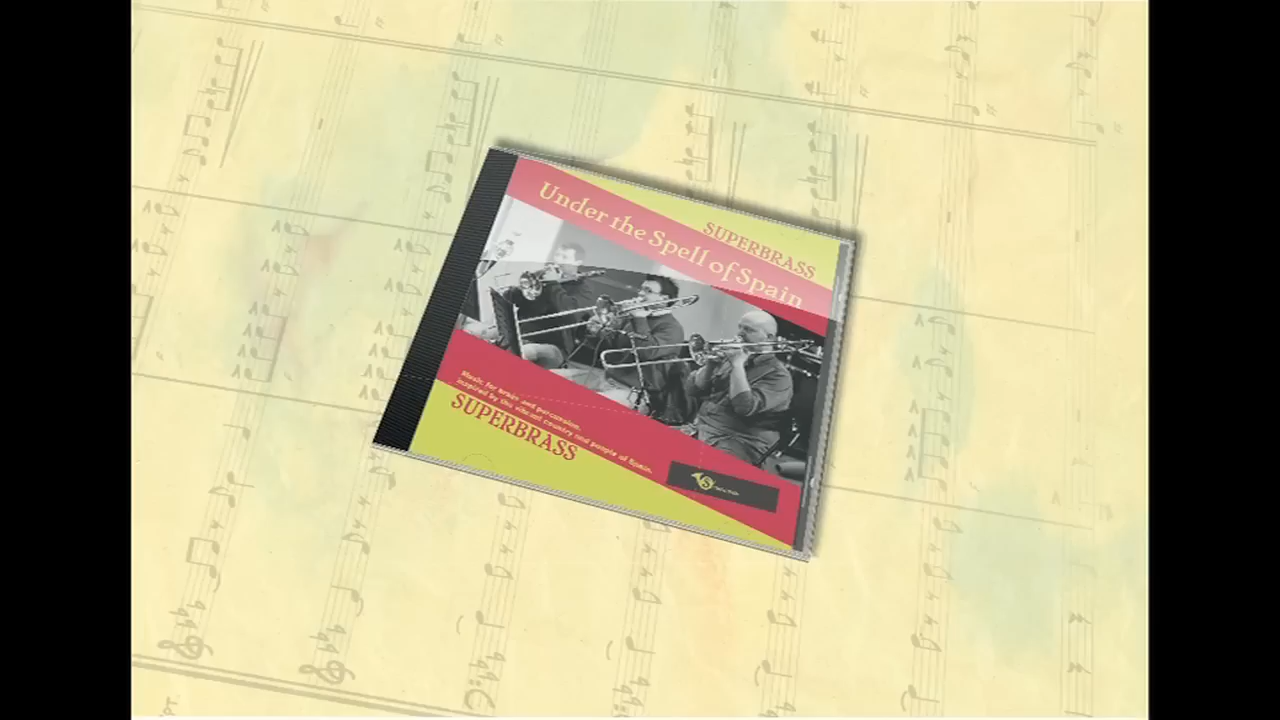 SUPERBRASS
Under the Spell of Spain
Music for brass and percussion,
inspired by the vibrant country and people of Spain.
SUPERBRASS